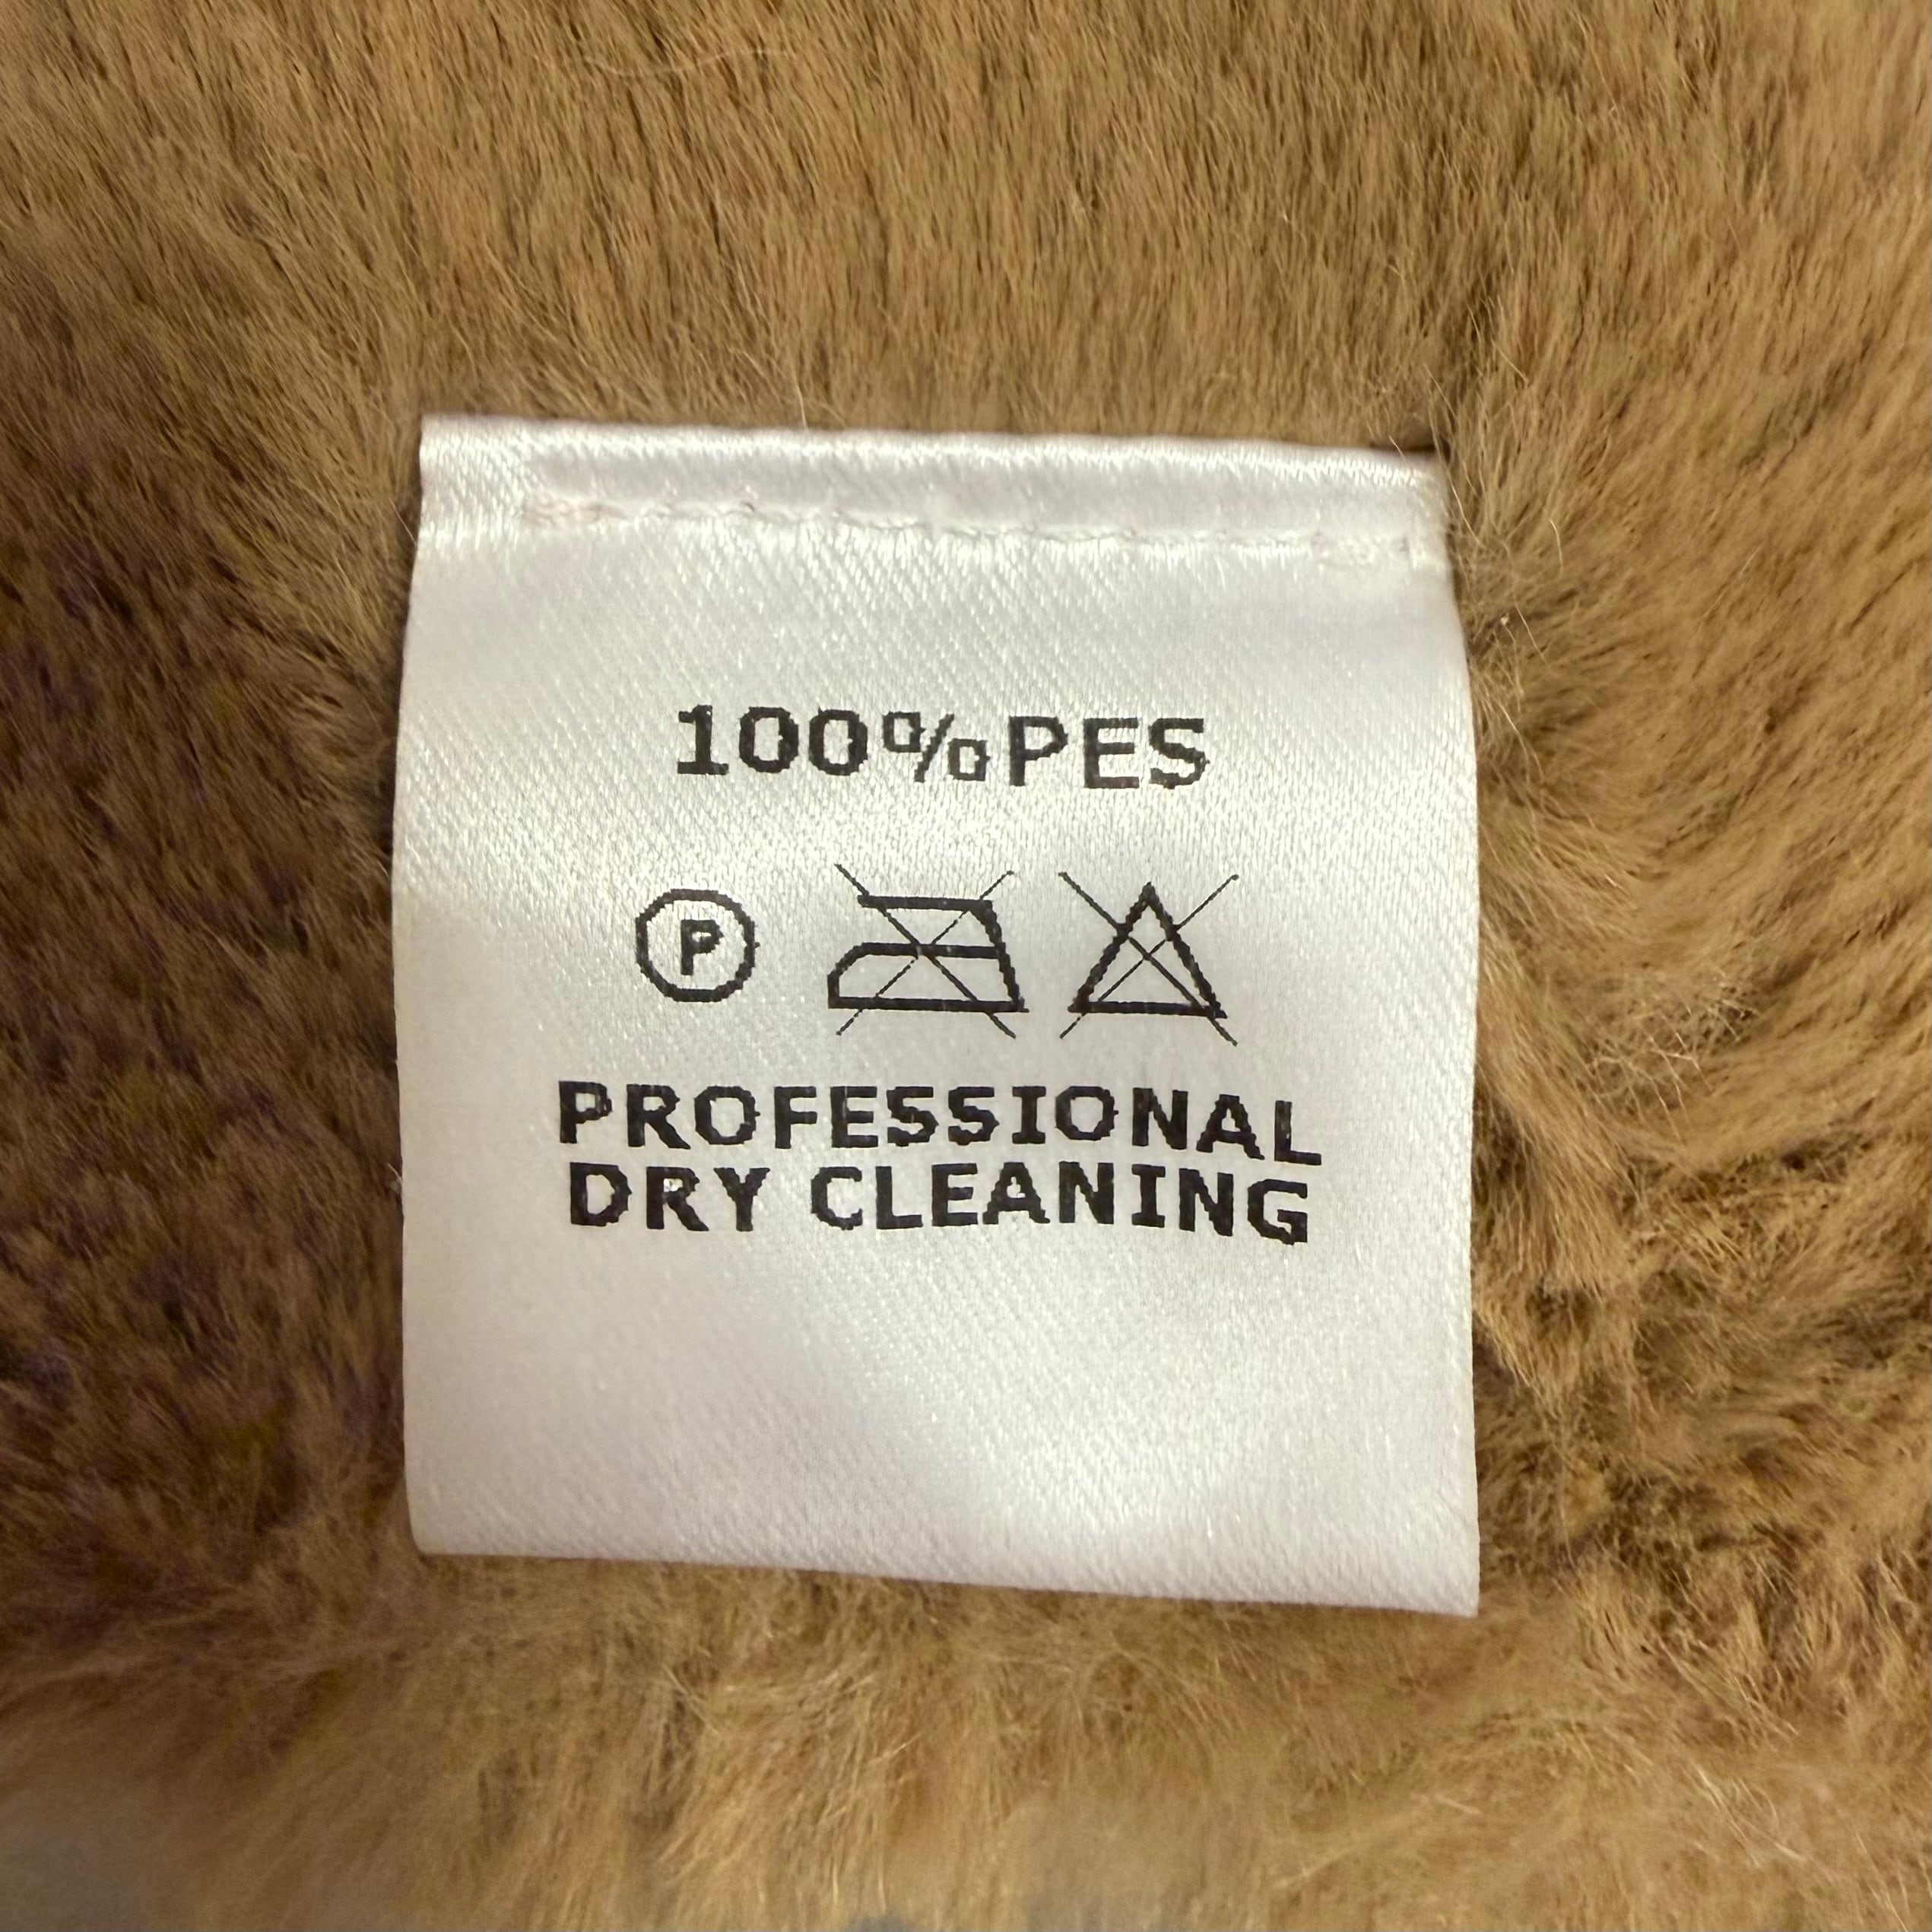 100%PES
P
PROFESSIONAL
DRY CLEANING